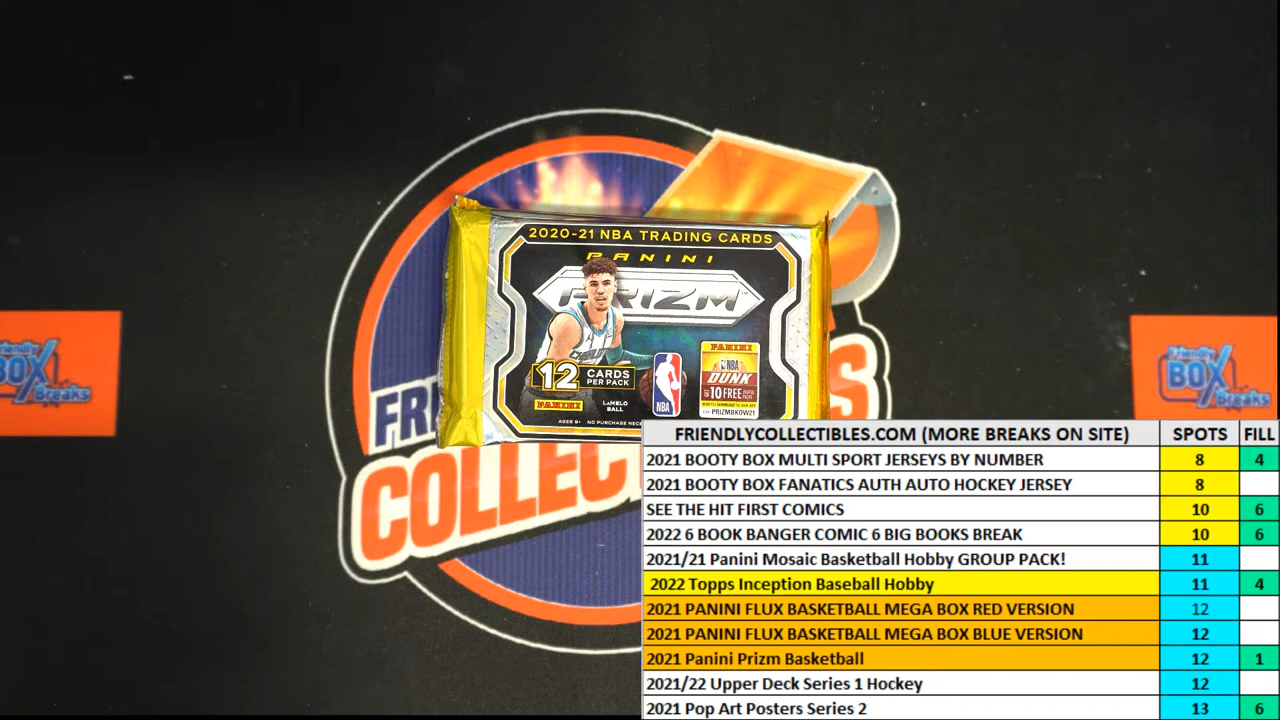 2020-21 NBA TRADING CARDS
PANINI
PRIZM
12 CARDS PER PACK
PANINI
LaMELO BALL
NBA
PANINI
NBA
DUNK
10 FREE
PRIZMBKOW21
AGES 9+ NO PURCHASE NECE
Friendly
BOX
Breaks
Friendly
BOX
Breaks
FRI
S
COLLEC
FRIENDLYCOLLECTIBLES.COM (MORE BREAKS ON SITE) SPOTS FILL
2021 BOOTY BOX MULTI SPORT JERSEYS BY NUMBER 8 4
2021 BOOTY BOX FANATICS AUTH AUTO HOCKEY JERSEY 8
SEE THE HIT FIRST COMICS 10 6
2022 6 BOOK BANGER COMIC 6 BIG BOOKS BREAK 10 6
2021/21 Panini Mosaic Basketball Hobby GROUP PACK! 11
2022 Topps Inception Baseball Hobby 11 4
2021 PANINI FLUX BASKETBALL MEGA BOX RED VERSION 12
2021 PANINI FLUX BASKETBALL MEGA BOX BLUE VERSION 12
2021 Panini Prizm Basketball 12 1
2021/22 Upper Deck Series 1 Hockey 12
2021 Pop Art Posters Series 2 13 6